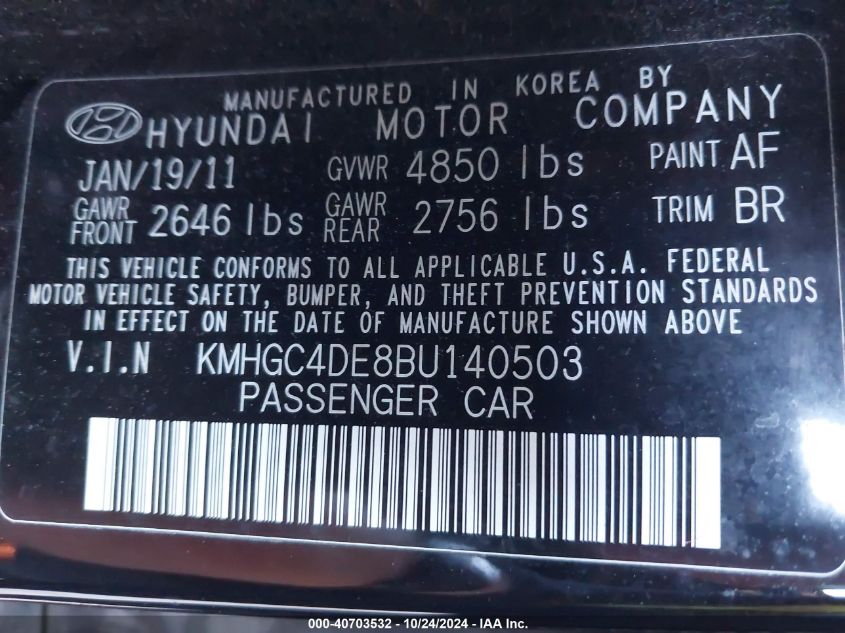 MANUFACTURED IN KOREA BY
HYUNDAI MOTOR COMPANY
JAN/19/11 GVWR 4850 lbs PAINT AF
GAWR FRONT 2646 lbs GAWR REAR 2756 lbs TRIM BR
THIS VEHICLE CONFORMS TO ALL APPLICABLE U.S.A. FEDERAL
MOTOR VEHICLE SAFETY, BUMPER, AND THEFT PREVENTION STANDARDS
IN EFFECT ON THE DATE OF MANUFACTURE SHOWN ABOVE
V.I.N KMHGC4DE8BU140503
PASSENGER CAR
000-40703532 - 10/24/2024 - IAA Inc.